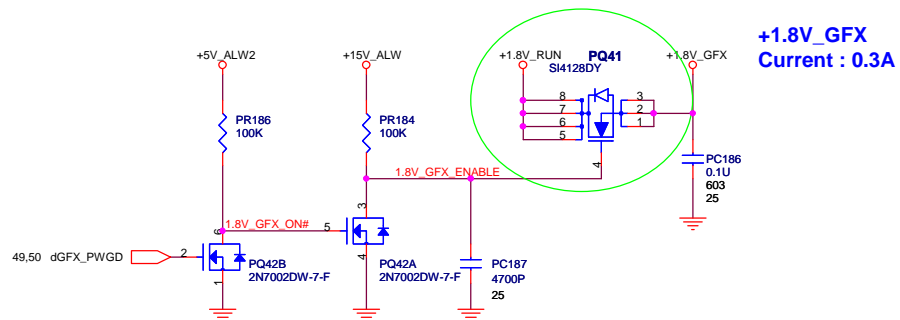 +1.8V_GFX
Current : 0.3A
+5V_ALW2
+15V_ALW
+1.8V_RUN
PQ41
SI4128DY
+1.8V_GFX
8
7
6
5
3
2
1
4
PR186
100K
PR184
100K
1.8V_GFX_ENABLE
PC186
0.1U
603
25
6
1.8V_GFX_ON#
5
3
4
49,50 dGFX_PWGD
2
1
PQ42B
2N7002DW-7-F
PQ42A
2N7002DW-7-F
PC187
4700P
25